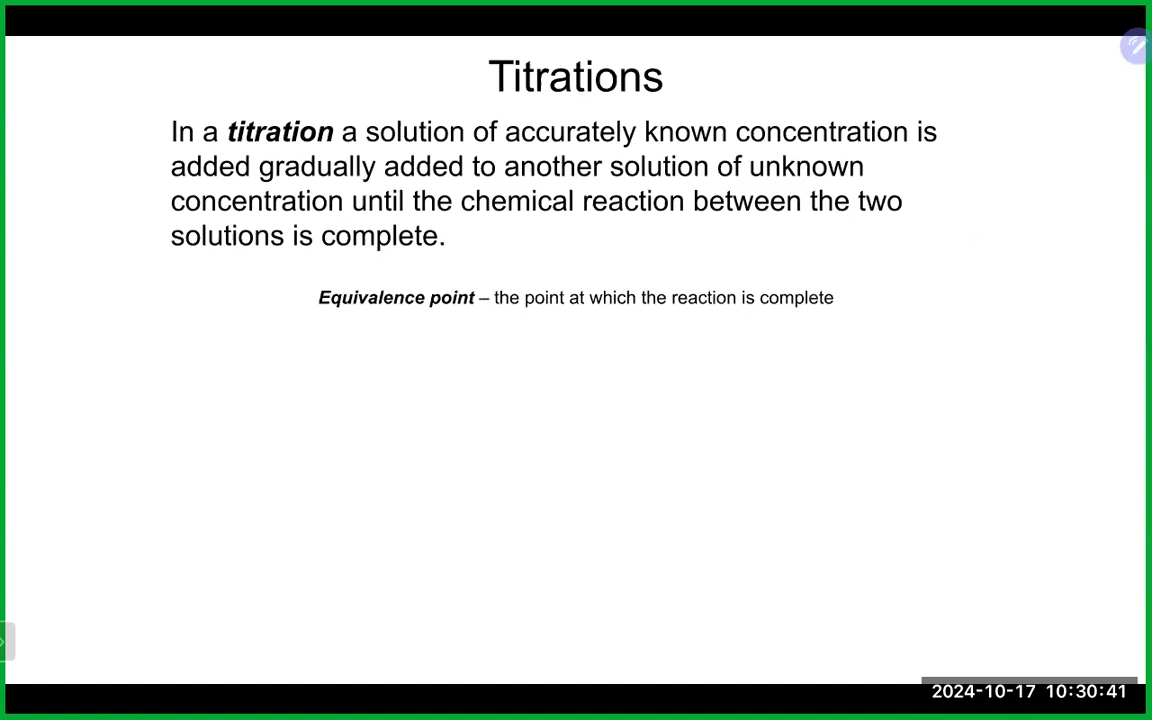 Titrations
In a titration a solution of accurately known concentration is
added gradually added to another solution of unknown
concentration until the chemical reaction between the two
solutions is complete.
Equivalence point – the point at which the reaction is complete
2024-10-17 10:30:41